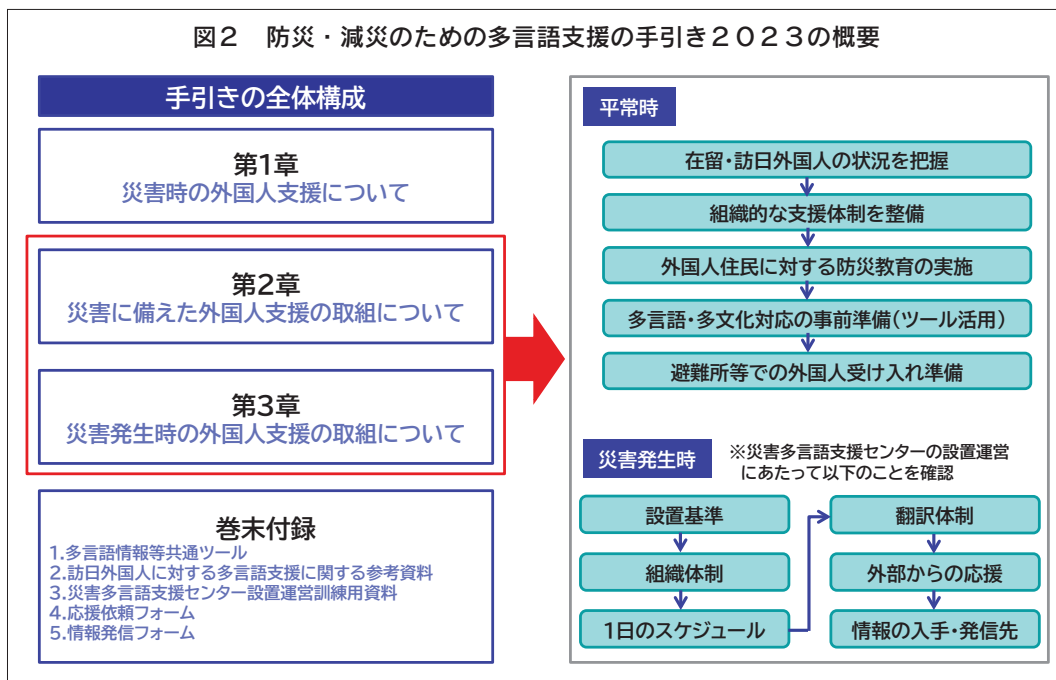 図2 防災・減災のための多言語支援の手引き2023の概要
手引きの全体構成
第1章
災害時の外国人支援について
第2章
災害に備えた外国人支援の取組について
第3章
災害発生時の外国人支援の取組について
巻末付録
1.多言語情報等共通ツール
2.訪日外国人に対する多言語支援に関する参考資料
3.災害多言語支援センター設置運営訓練用資料
4.応援依頼フォーム
5.情報発信フォーム
平常時
在留・訪日外国人の状況を把握
組織的な支援体制を整備
外国人住民に対する防災教育の実施
多言語・多文化対応の事前準備(ツール活用)
避難所等での外国人受け入れ準備
災害発生時
※災害多言語支援センターの設置運営
にあたって以下のことを確認
設置基準
組織体制
1日のスケジュール
翻訳体制
外部からの応援
情報の入手・発信先